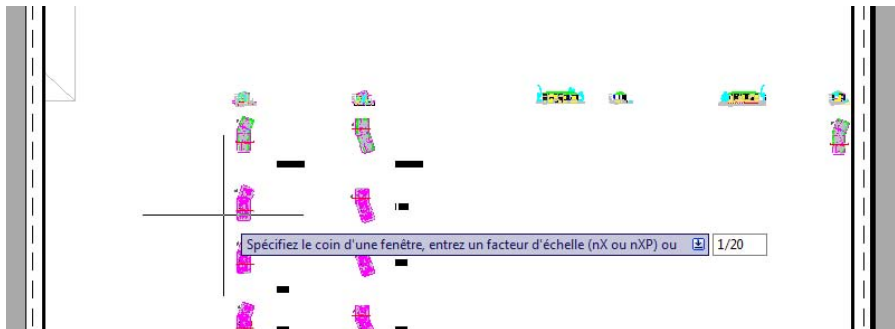 Spécifiez le coin d'une fenêtre, entrez un facteur d'échelle (nX ou nXP) ou 1/20